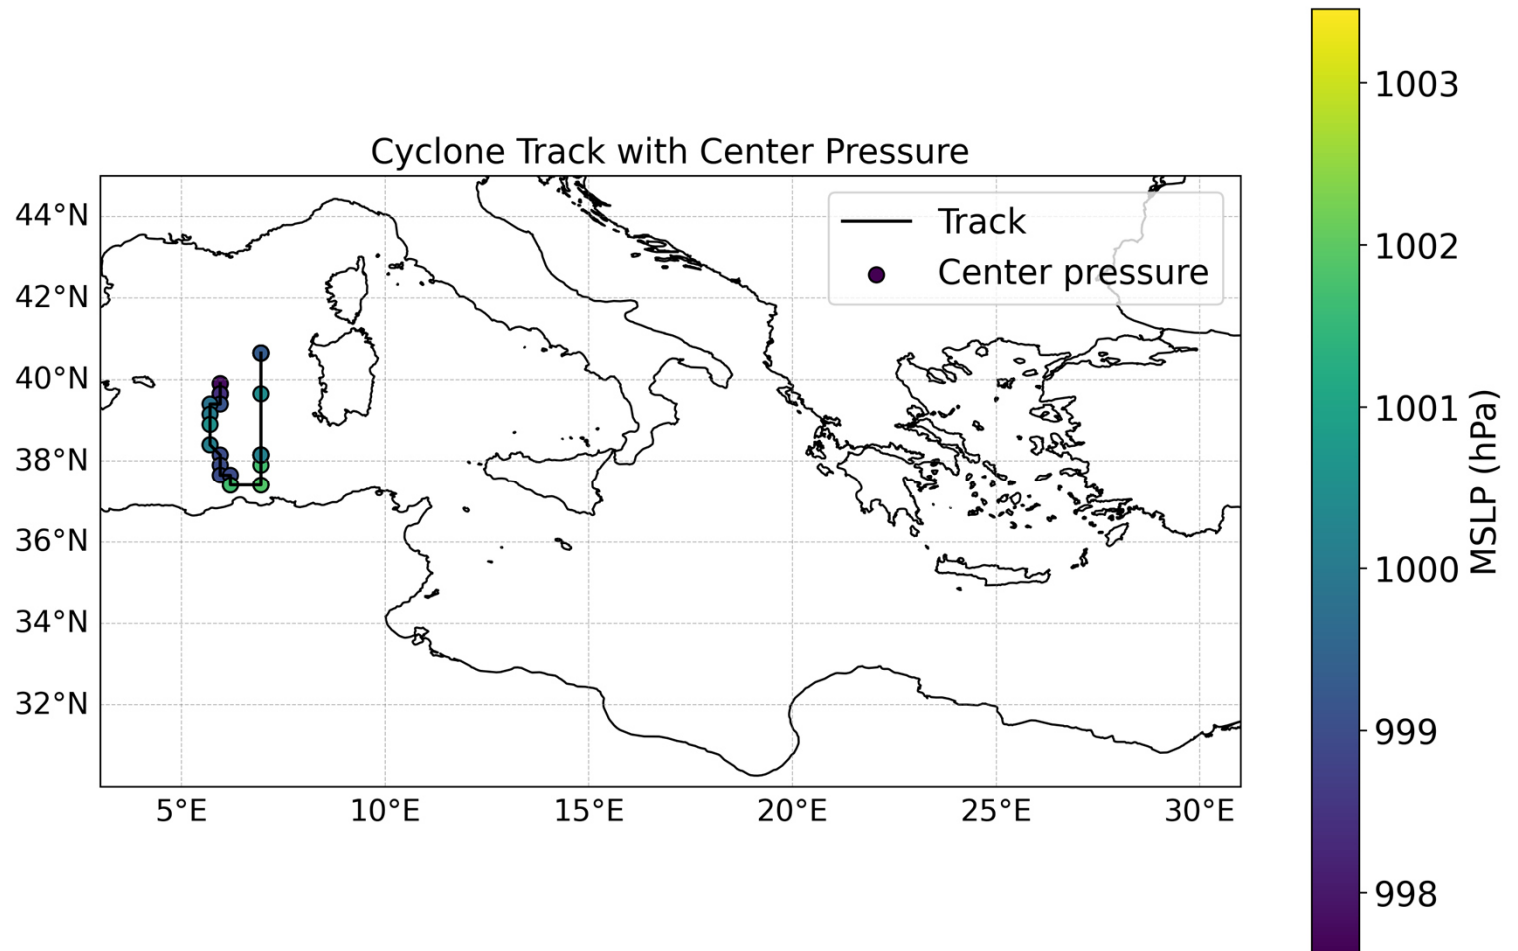 Cyclone Track with Center Pressure
Track
Center pressure
44°N
42°N
40°N
38°N
36°N
34°N
32°N
5°E
10°E
15°E
20°E
25°E
30°E
1003
1002
1001
1000
999
998
MSLP (hPa)